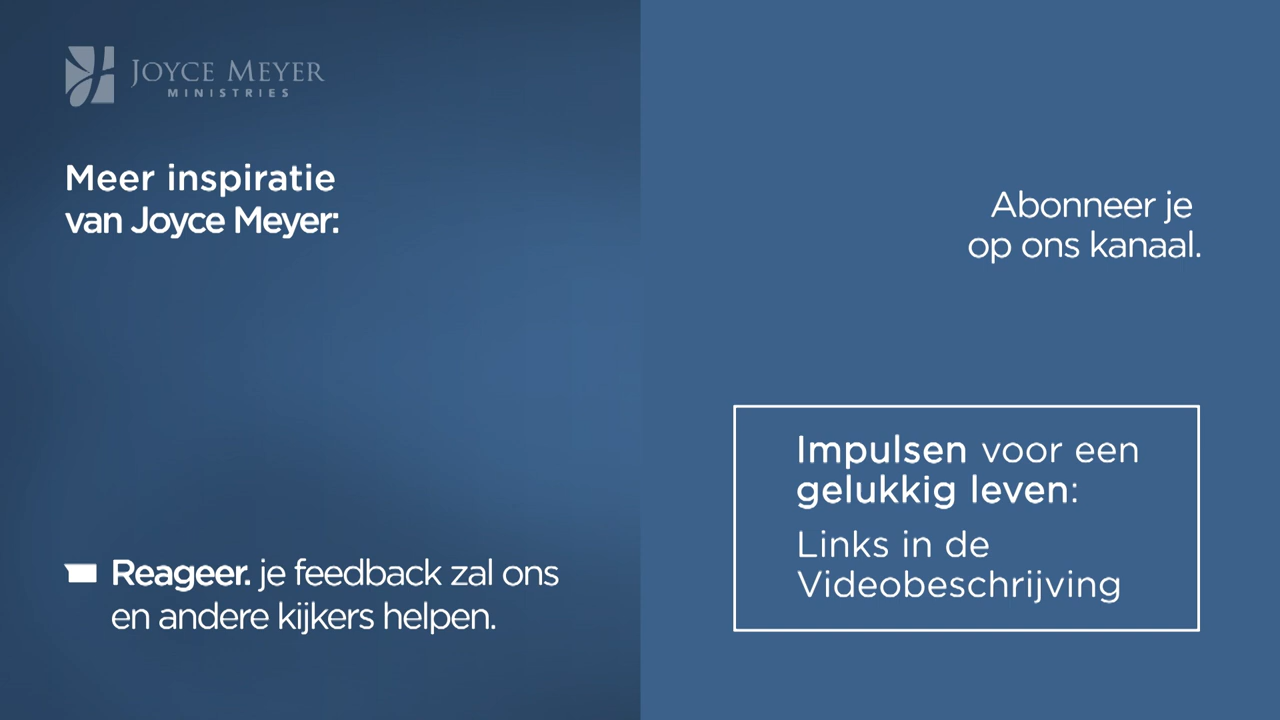 JOYCE MEYER
MINISTRIES
Meer inspiratie
van Joyce Meyer:
Abonneer je
op ons kanaal.
Impulsen voor een
gelukkig leven:
Links in de
Videobeschrijving
Reageer. je feedback zal ons
en andere kijkers helpen.